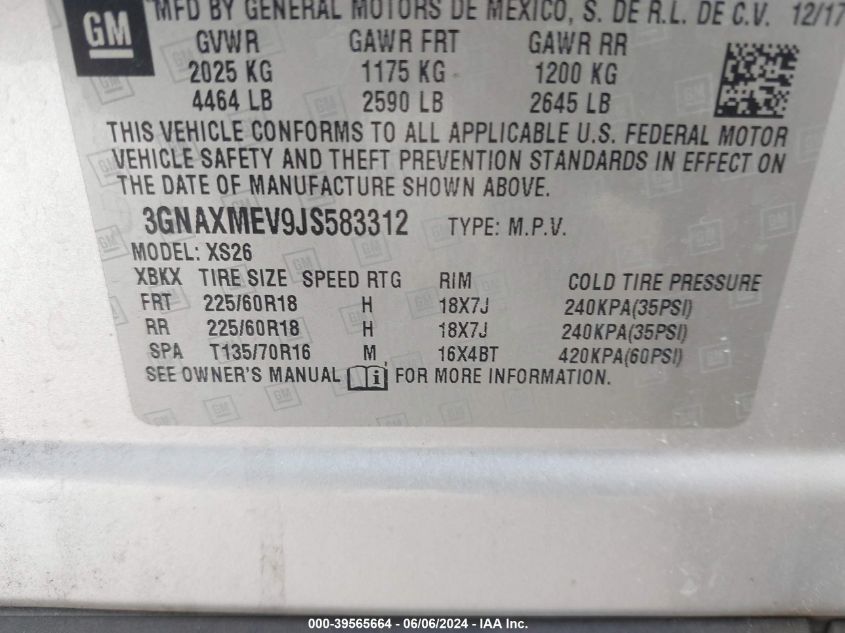 GM
MFD BY GENERAL MOTORS DE MEXICO, S. DE R.L. DE C.V. 12/17
GVWR GAWR FRT GAWR RR
2025 KG 1175 KG 1200 KG
4464 LB 2590 LB 2645 LB
THIS VEHICLE CONFORMS TO ALL APPLICABLE U.S. FEDERAL MOTOR
VEHICLE SAFETY AND THEFT PREVENTION STANDARDS IN EFFECT ON
THE DATE OF MANUFACTURE SHOWN ABOVE.
3GNAXMEV9JS583312 TYPE: M.P.V.
MODEL: XS26
XBKX TIRE SIZE SPEED RTG RIM COLD TIRE PRESSURE
FRT 225/60R18 H 18X7J 240KPA(35PSI)
RR 225/60R18 H 18X7J 240KPA(35PSI)
SPA T135/70R16 M 16X4BT 420KPA(60PSI)
SEE OWNER'S MANUAL i FOR MORE INFORMATION.
000-39565664 - 06/06/2024 - IAA Inc.